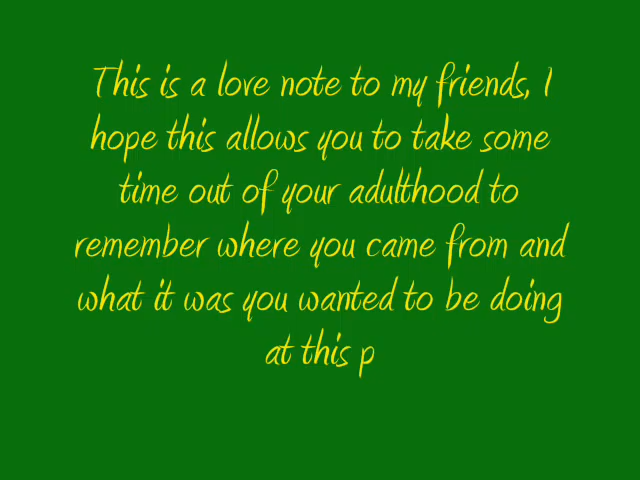 This is a love note to my friends, I
hope this allows you to take some
time out of your adulthood to
remember where you came from and
what it was you wanted to be doing
at this p